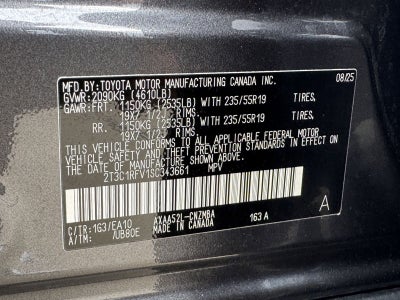 MFD.BY:TOYOTA MOTOR MANUFACTURING CANADA INC. 08/25
GVWR:2090KG (4610LB)
GAWR:FRT. 1150KG (2535LB) WITH 235/55R19 TIRES,
19X7 1/2J RIMS
RR. 1150KG (2535LB) WITH 235/55R19 TIRES,
19X7 1/2J RIMS
THIS VEHICLE CONFORMS TO ALL APPLICABLE FEDERAL MOTOR
VEHICLE SAFETY AND THEFT PREVENTION STANDARDS IN EFFECT ON
THE DATE OF MANUFACTURE SHOWN ABOVE.
2T3C1RFV1SC343661 MPV
C/TR:1G3/EA10 AXAA52L-CNZMBA
A/TM: /UB80E MADE IN CANADA 163 A
A